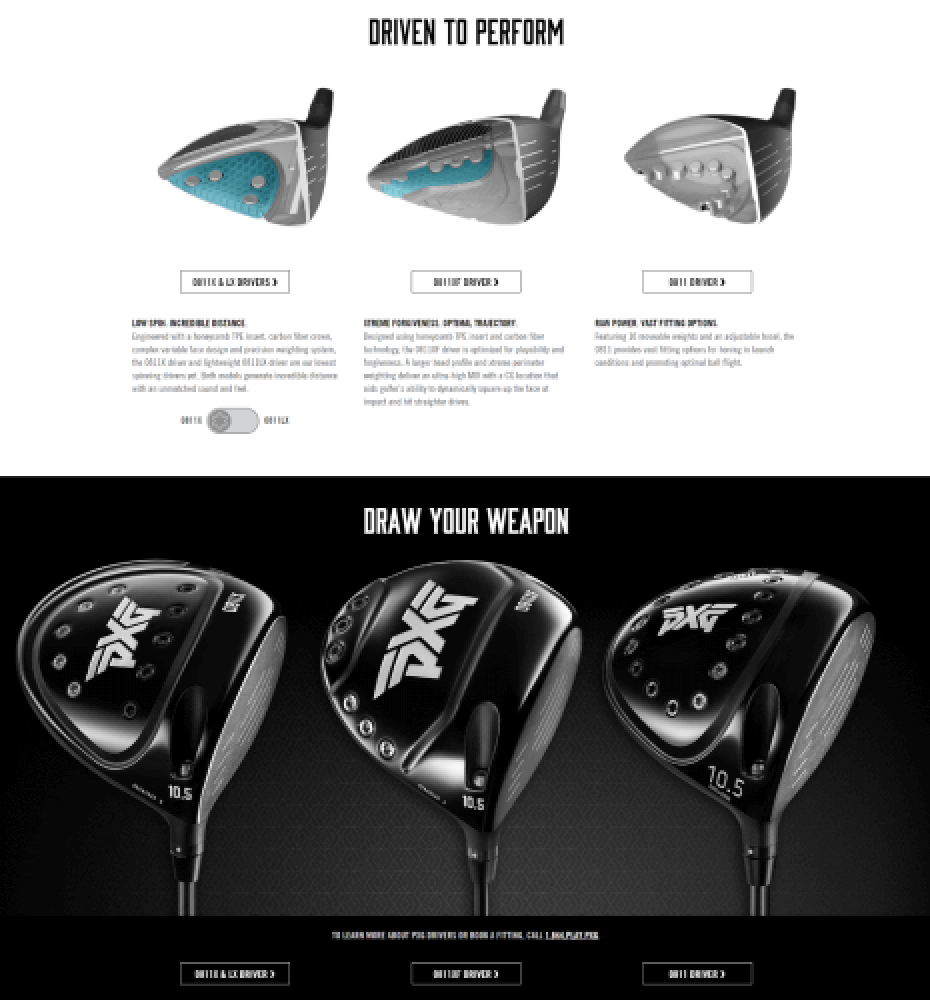 DRIVEN TO PERFORM
0811X & LX DRIVERS >
0811XF DRIVER >
0811 DRIVER >
LOW SPIN. INCREDIBLE DISTANCE.
Engineered with a honeycomb TPE insert, carbon fiber crown,
complex variable face design and precision weighting system,
the 0811X driver and lightweight 0811LX driver are our lowest
spinning drivers yet. Both models generate incredible distance
with an unmatched sound and feel.
0811X
0811LX
XTREME FORGIVENESS. OPTIMAL TRAJECTORY.
Designed using honeycomb TPE insert and carbon fiber
technology, the 0811XF driver is optimized for playability and
forgiveness. A larger head profile and extreme perimeter
weighting deliver an ultra-high MOI with a CG location that
aids golfer's ability to dynamically square up the face at
impact and hit straighter drives.
RAW POWER. VAST FITTING OPTIONS.
Featuring 16 moveable weights and an adjustable hosel, the
0811 provides vast fitting options for honing in launch
conditions and promoting optimal ball flight.
DRAW YOUR WEAPON
PXG
0811X
10.5
PXG
0811XF
10.5
PXG
10.5
TO LEARN MORE ABOUT PXG DRIVERS OR BOOK A FITTING, CALL 1.844.PLAY.PXG.
0811X & LX DRIVER >
0811XF DRIVER >
0811 DRIVER >